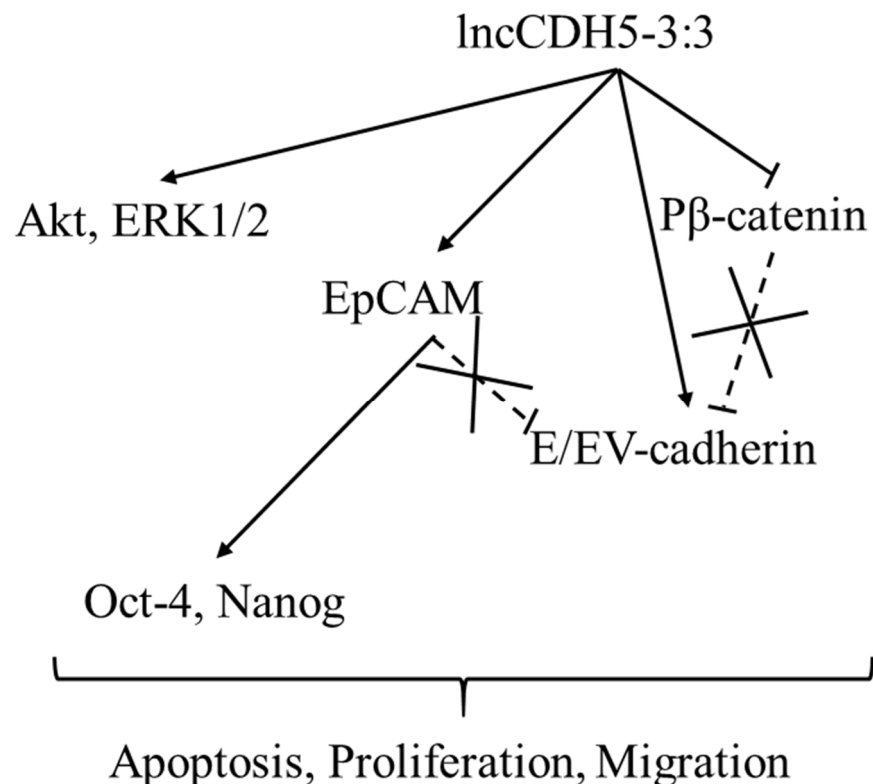 lncCDH5-3:3
Akt, ERK1/2
Pβ-catenin
EpCAM
E/EV-cadherin
Oct-4, Nanog
Apoptosis, Proliferation, Migration